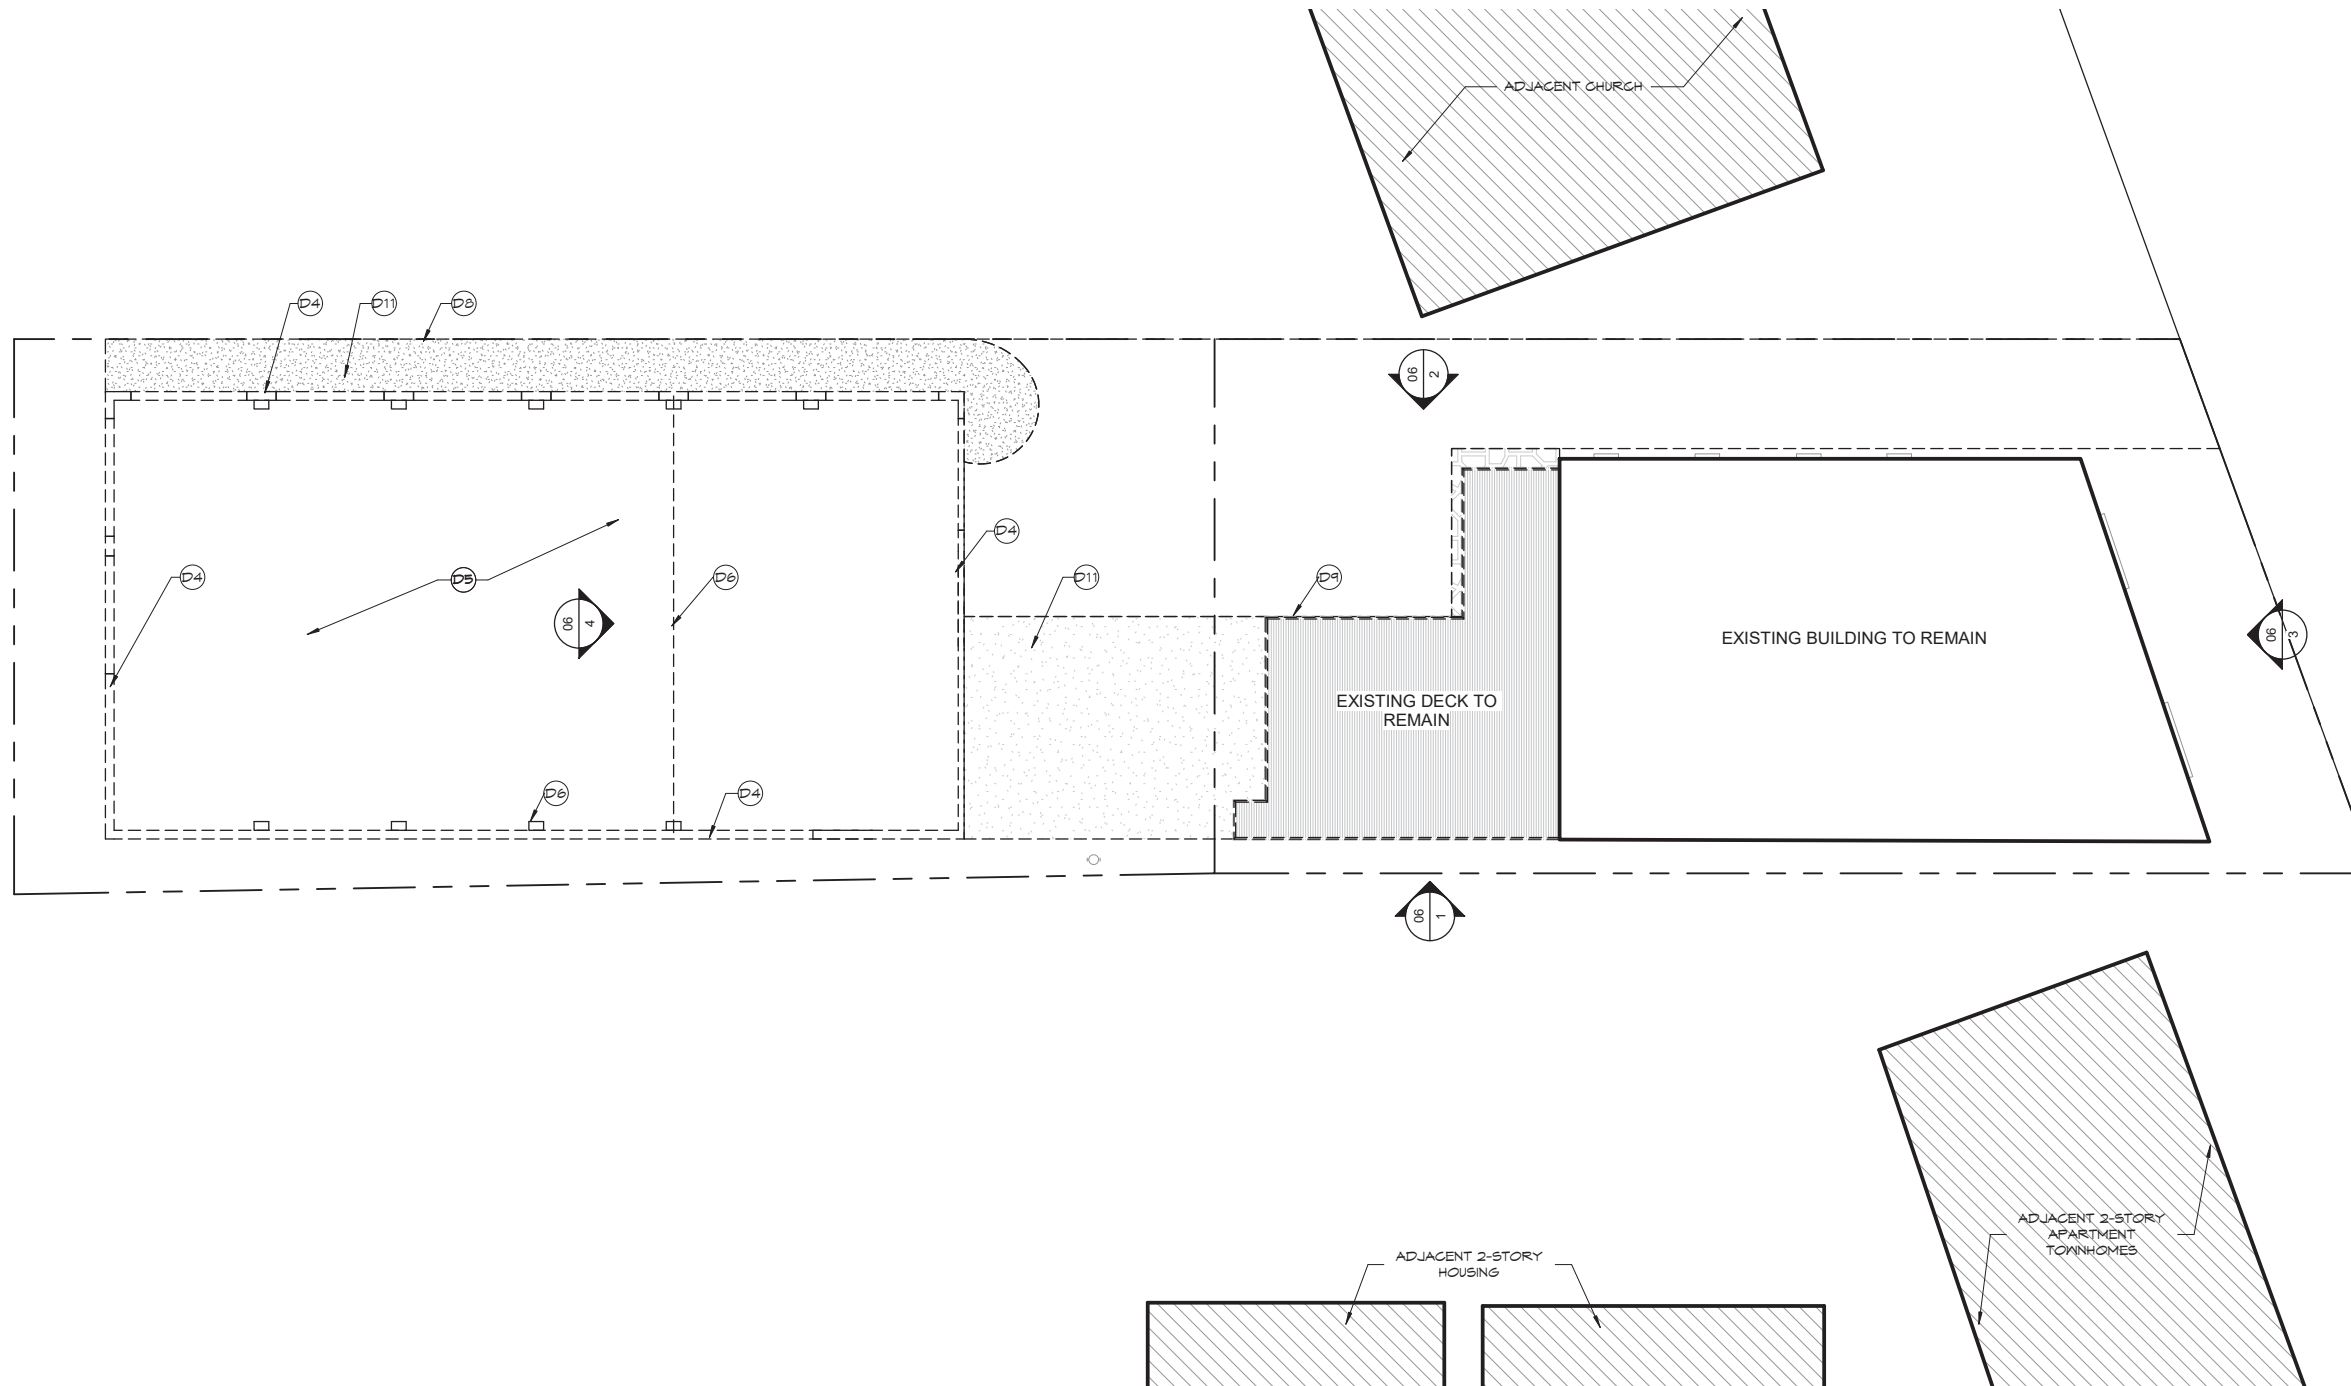 ADJACENT CHURCH
D4
D11
D8
06
2
D4
D4
D5
D6
D11
D9
06
4
EXISTING BUILDING TO REMAIN
06
3
EXISTING DECK TO
REMAIN
D6
D4
06
1
ADJACENT 2-STORY
APARTMENT
TOWNHOMES
ADJACENT 2-STORY
HOUSING